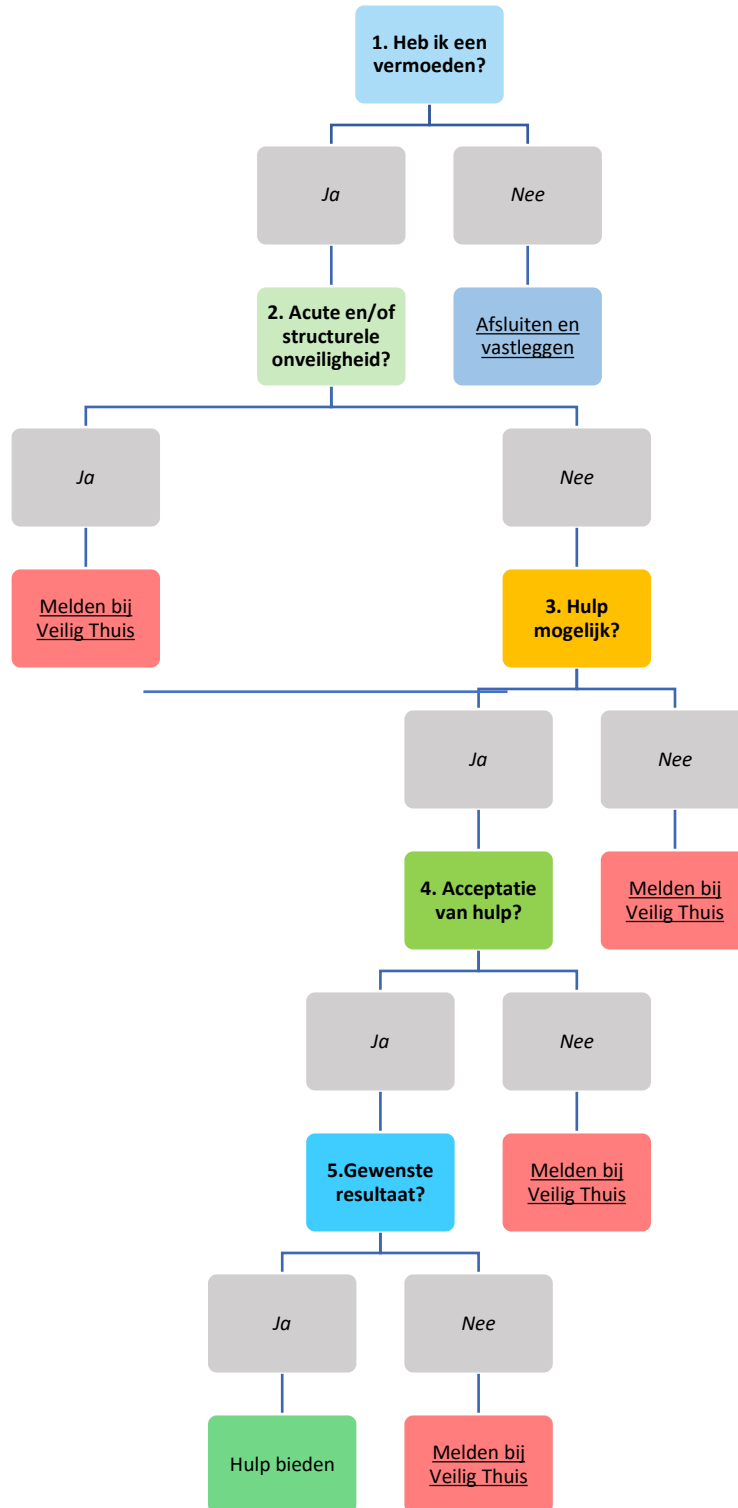 1. Heb ik een
vermoeden?
Ja
Nee
2. Acute en/of
structurele
onveiligheid?
Afsluiten en
vastleggen
Ja
Nee
Melden bij
Veilig Thuis
3. Hulp
mogelijk?
Ja
Nee
4. Acceptatie
van hulp?
Melden bij
Veilig Thuis
Ja
Nee
5.Gewenste
resultaat?
Melden bij
Veilig Thuis
Ja
Nee
Hulp bieden
Melden bij
Veilig Thuis